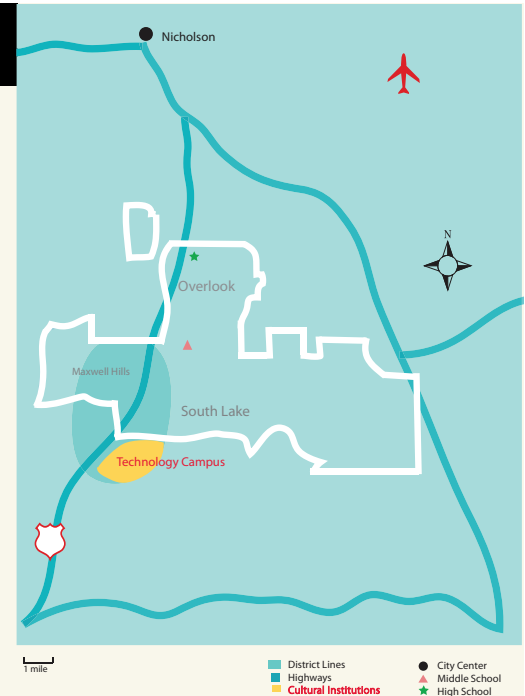 Nicholson
N
Overlook
Maxwell Hills
South Lake
Technology Campus
1 mile
District Lines
Highways
Cultural Institutions
City Center
Middle School
High School